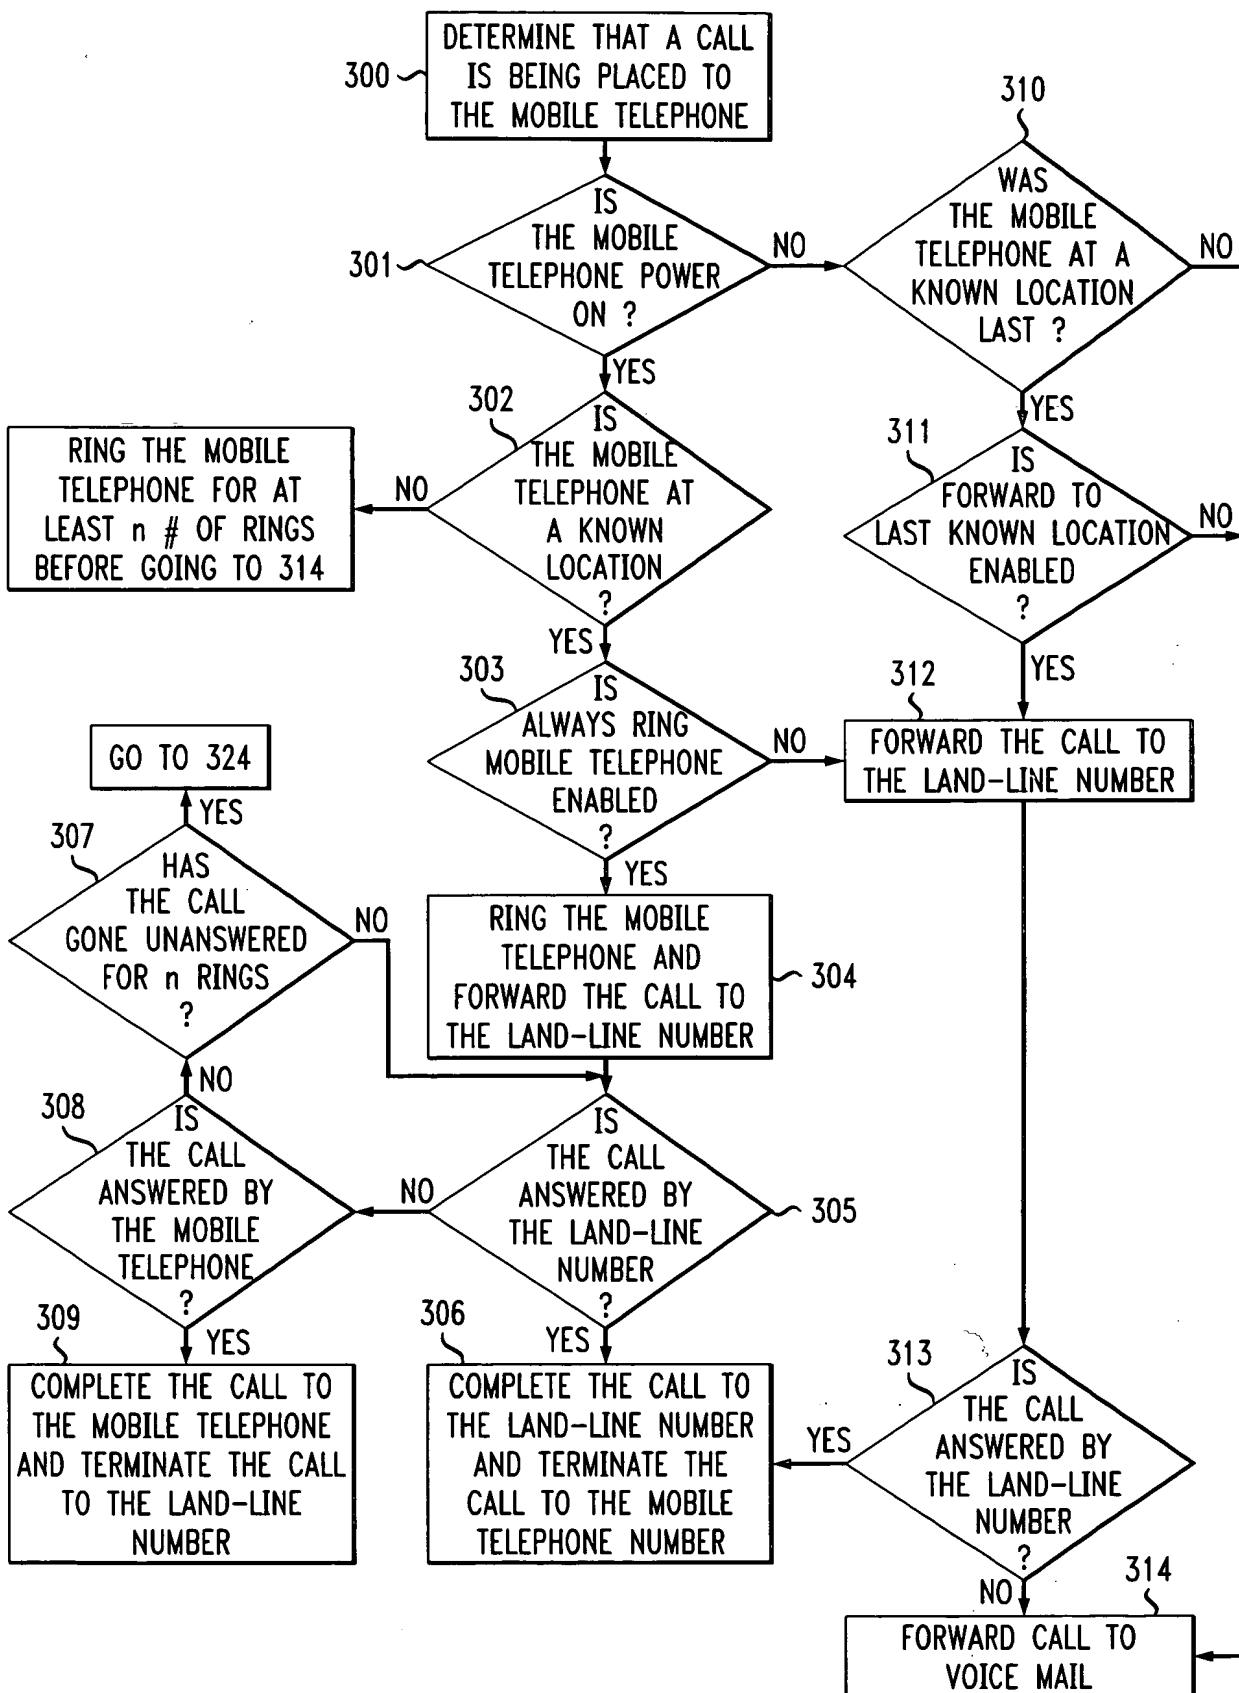 300
DETERMINE THAT A CALL
IS BEING PLACED TO
THE MOBILE TELEPHONE
301
IS
THE MOBILE
TELEPHONE POWER
ON ?
NO
YES
310
WAS
THE MOBILE
TELEPHONE AT A
KNOWN LOCATION
LAST ?
NO
YES
302
IS
THE MOBILE
TELEPHONE AT
A KNOWN
LOCATION
?
NO
YES
RING THE MOBILE
TELEPHONE FOR AT
LEAST n # OF RINGS
BEFORE GOING TO 314
311
IS
FORWARD TO
LAST KNOWN LOCATION
ENABLED
?
NO
YES
303
IS
ALWAYS RING
MOBILE TELEPHONE
ENABLED
?
NO
YES
312
FORWARD THE CALL TO
THE LAND-LINE NUMBER
GO TO 324
YES
307
HAS
THE CALL
GONE UNANSWERED
FOR n RINGS
?
NO
RING THE MOBILE
TELEPHONE AND
FORWARD THE CALL TO
THE LAND-LINE NUMBER
304
NO
308
IS
THE CALL
ANSWERED BY
THE MOBILE
TELEPHONE
?
YES
NO
IS
THE CALL
ANSWERED BY
THE LAND-LINE
NUMBER
?
305
YES
309
COMPLETE THE CALL TO
THE MOBILE TELEPHONE
AND TERMINATE THE CALL
TO THE LAND-LINE
NUMBER
306
COMPLETE THE CALL TO
THE LAND-LINE NUMBER
AND TERMINATE THE
CALL TO THE MOBILE
TELEPHONE NUMBER
313
IS
THE CALL
ANSWERED BY
THE LAND-LINE
NUMBER
?
YES
NO
314
FORWARD CALL TO
VOICE MAIL